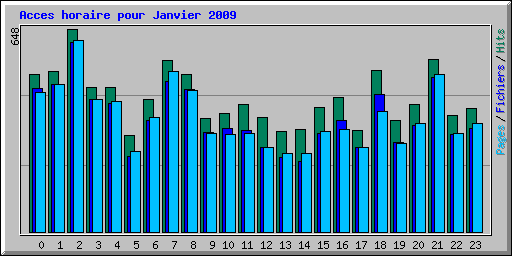 Acces horaire pour Janvier 2009
648
Pages / Fichiers / Hits
0 1 2 3 4 5 6 7 8 9 10 11 12 13 14 15 16 17 18 19 20 21 22 23